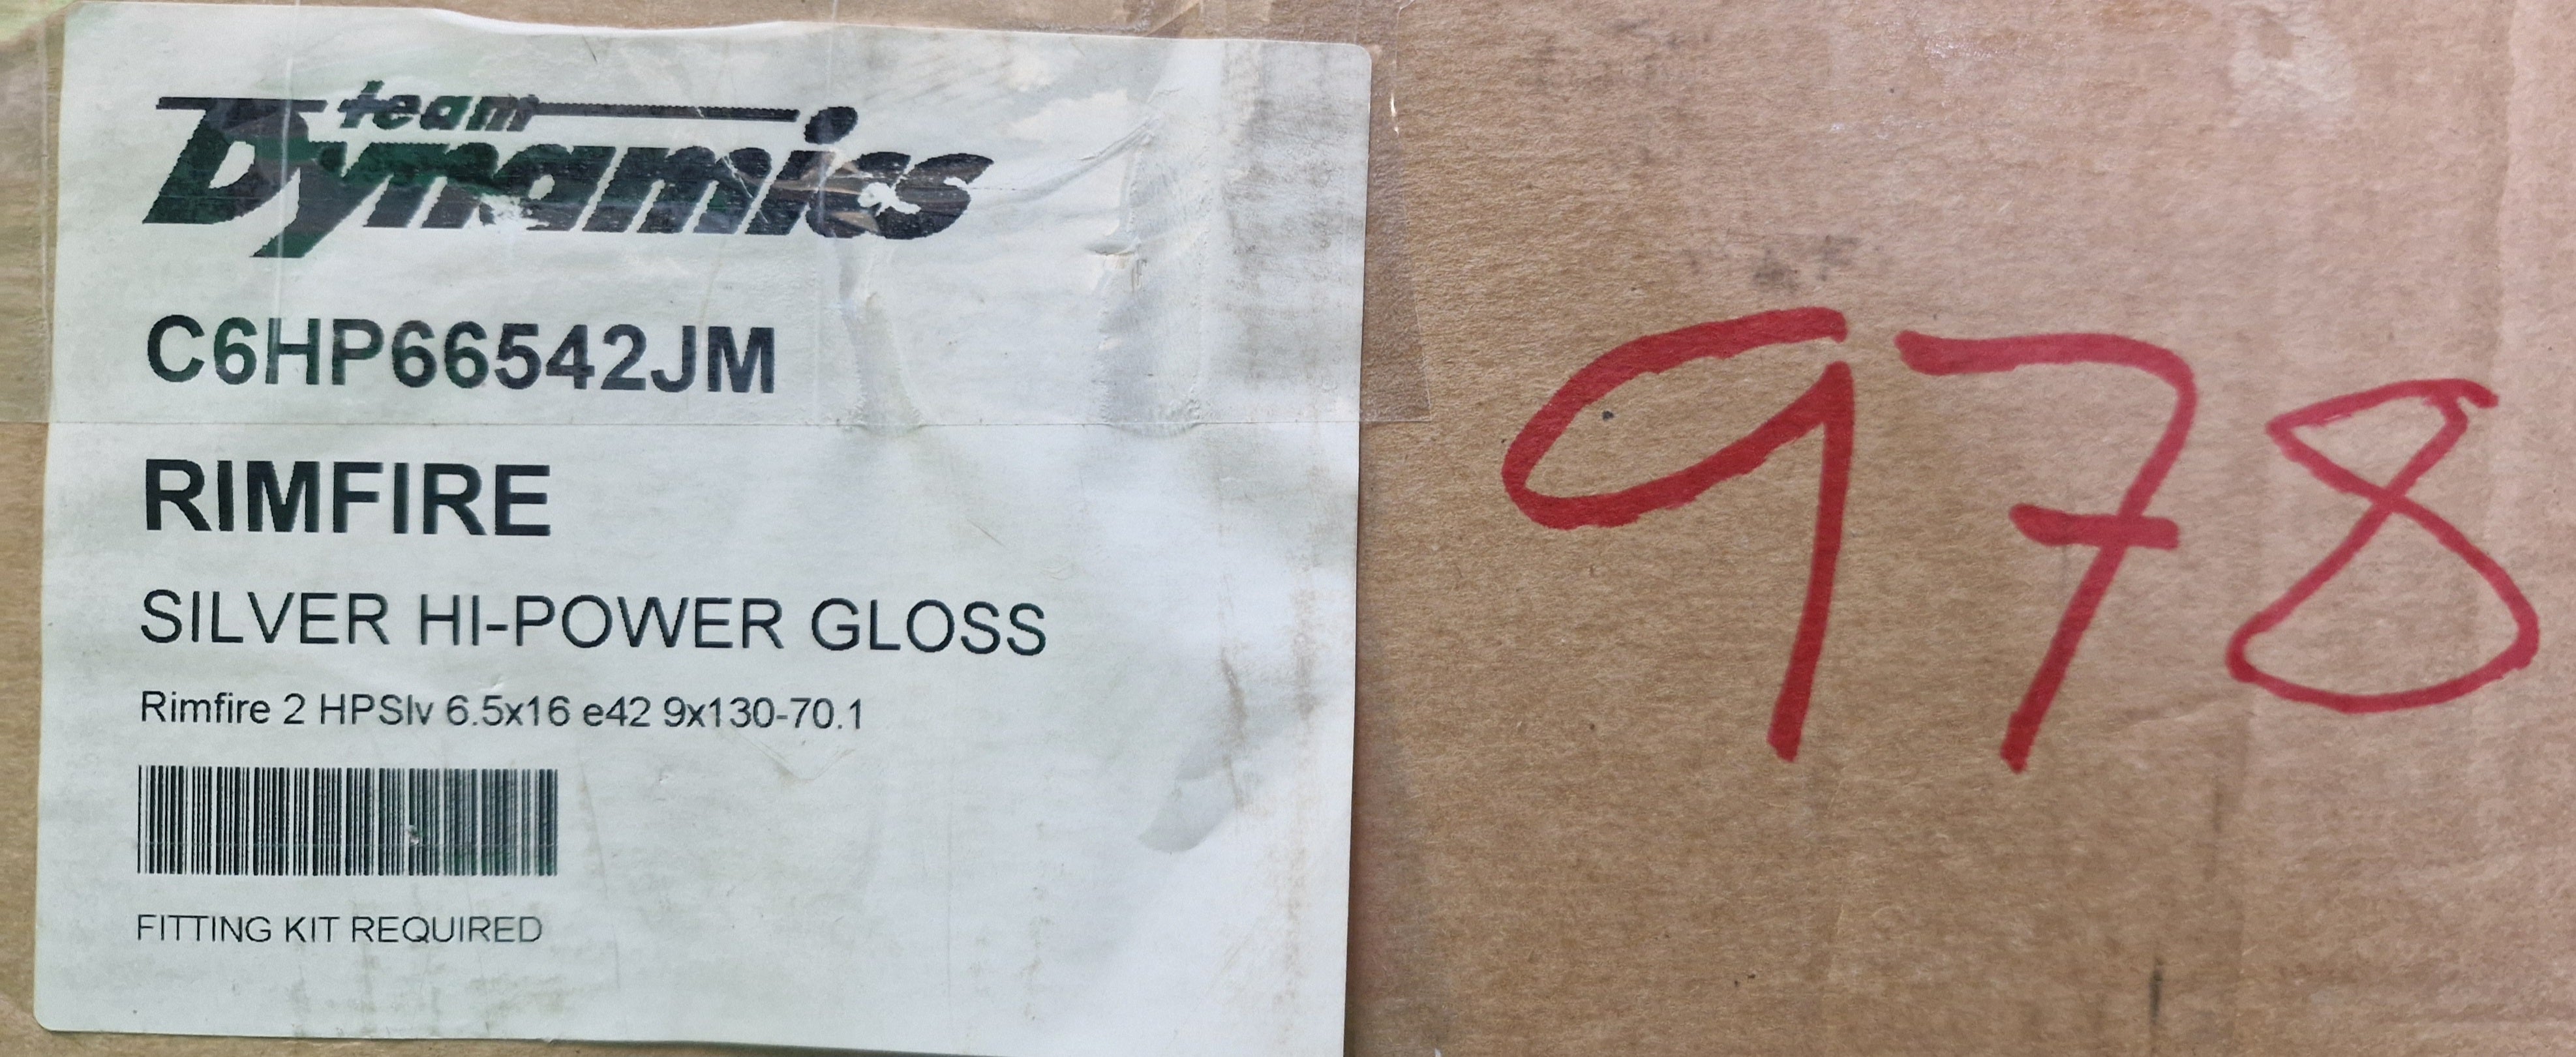 team
Dynamics
C6HP66542JM
RIMFIRE
SILVER HI-POWER GLOSS
Rimfire 2 HPSlv 6.5x16 e42 9x130-70.1
FITTING KIT REQUIRED
978